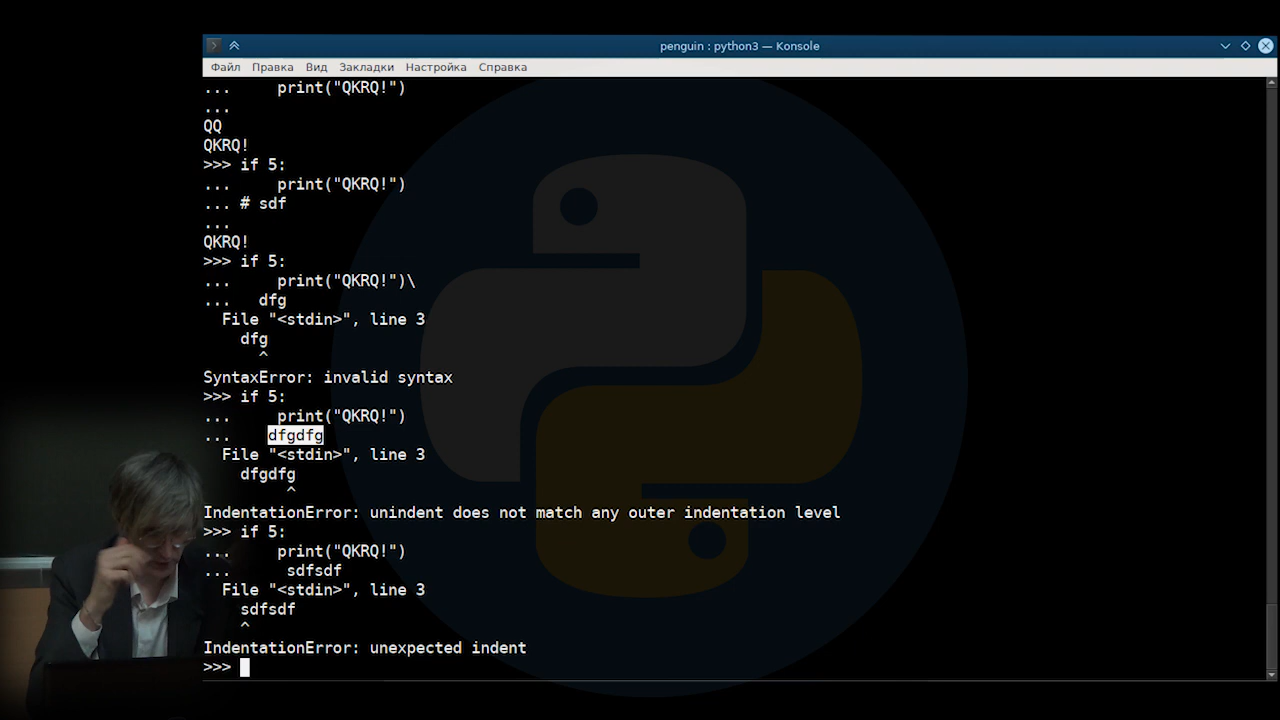 penguin : python3 — Konsole
Файл Правка Вид Закладки Настройка Справка
...     print("QKRQ!")
...
QQ
QKRQ!
>>> if 5:
...     print("QKRQ!")
... # sdf
...
QKRQ!
>>> if 5:
...     print("QKRQ!")\
...   dfg
  File "<stdin>", line 3
    dfg
      ^
SyntaxError: invalid syntax
>>> if 5:
...     print("QKRQ!")
...    dfgdfg
  File "<stdin>", line 3
    dfgdfg
         ^
IndentationError: unindent does not match any outer indentation level
>>> if 5:
...     print("QKRQ!")
...      sdfsdf
  File "<stdin>", line 3
    sdfsdf
    ^
IndentationError: unexpected indent
>>>